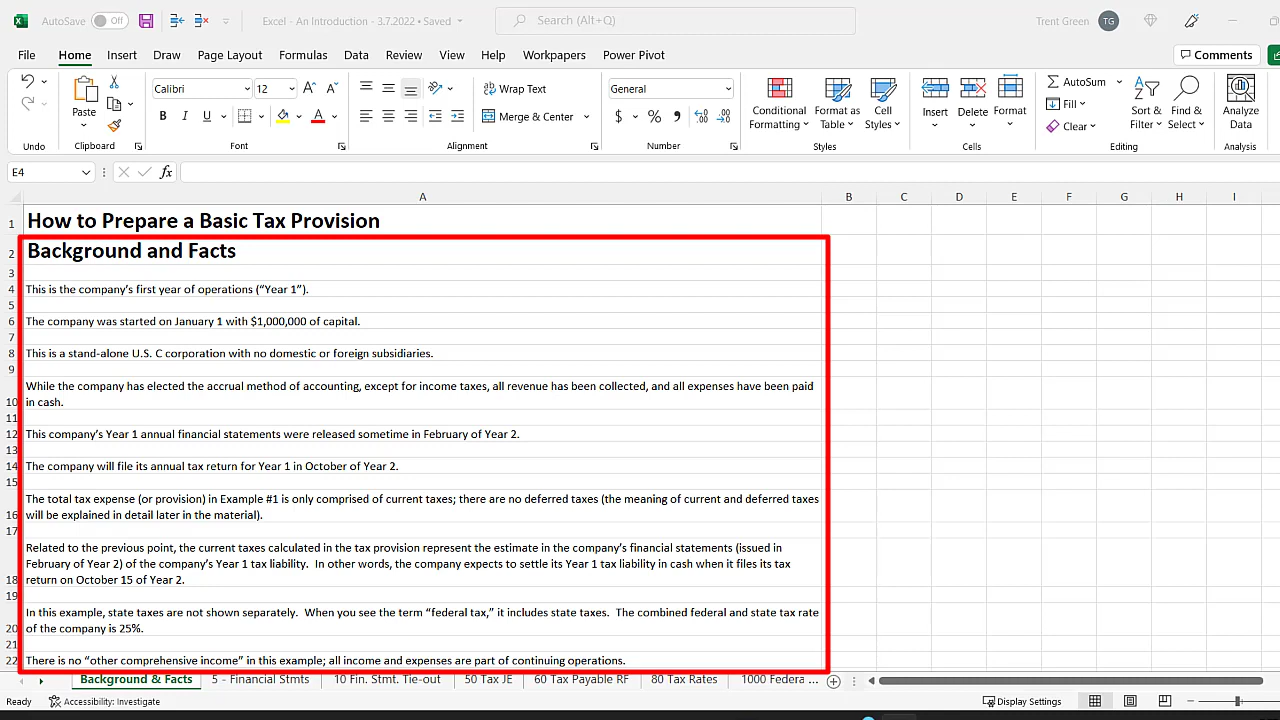 AutoSave Off Excel - An Introduction - 3.7.2022 • Saved Search (Alt+Q) Trent Green TG
File Home Insert Draw Page Layout Formulas Data Review View Help Workpapers Power Pivot Comments
Calibri 12 Wrap Text General AutoSum
Paste Conditional Formatting Format as Table Cell Styles Insert Delete Format Fill Sort & Filter Find & Select Analyze Data
B I U A Merge & Center $ % Clear
Undo Clipboard Font Alignment Number Styles Cells Editing Analysis
E4 fx
A B C D E F G H I
1 How to Prepare a Basic Tax Provision
2 Background and Facts
3
4 This is the company's first year of operations (“Year 1”).
5
6 The company was started on January 1 with $1,000,000 of capital.
7
8 This is a stand-alone U.S. C corporation with no domestic or foreign subsidiaries.
9
While the company has elected the accrual method of accounting, except for income taxes, all revenue has been collected, and all expenses have been paid
10 in cash.
11
12 This company's Year 1 annual financial statements were released sometime in February of Year 2.
13
14 The company will file its annual tax return for Year 1 in October of Year 2.
15
The total tax expense (or provision) in Example #1 is only comprised of current taxes; there are no deferred taxes (the meaning of current and deferred taxes
16 will be explained in detail later in the material).
17
Related to the previous point, the current taxes calculated in the tax provision represent the estimate in the company's financial statements (issued in
February of Year 2) of the company's Year 1 tax liability. In other words, the company expects to settle its Year 1 tax liability in cash when it files its tax
18 return on October 15 of Year 2.
19
In this example, state taxes are not shown separately. When you see the term “federal tax,” it includes state taxes. The combined federal and state tax rate
20 of the company is 25%.
21
22 There is no “other comprehensive income” in this example; all income and expenses are part of continuing operations.
Background & Facts 5 - Financial Stmts 10 Fin. Stmt. Tie-out 50 Tax JE 60 Tax Payable RF 80 Tax Rates 1000 Federa ...
Ready Accessibility: Investigate Display Settings